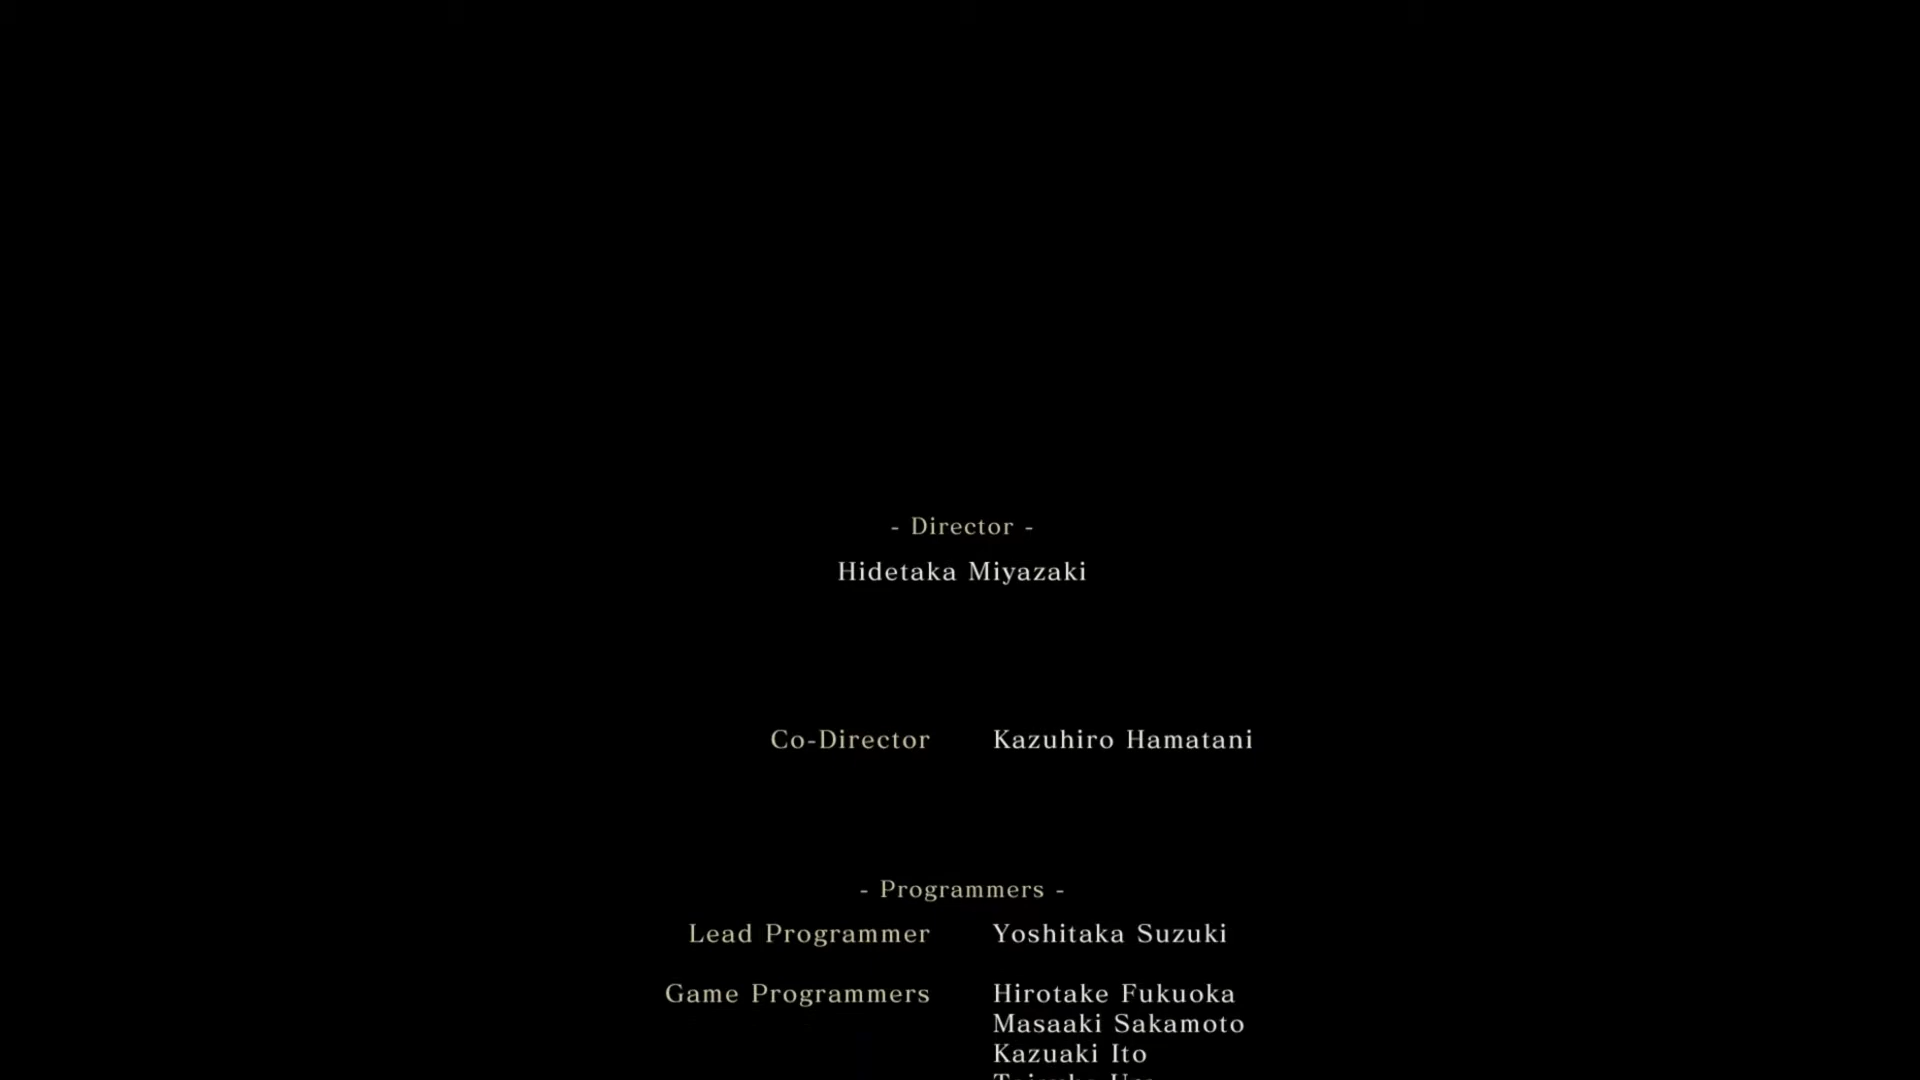 - Director -
Hidetaka Miyazaki
Co-Director Kazuhiro Hamatani
- Programmers -
Lead Programmer Yoshitaka Suzuki
Game Programmers Hirotake Fukuoka
Masaaki Sakamoto
Kazuaki Ito